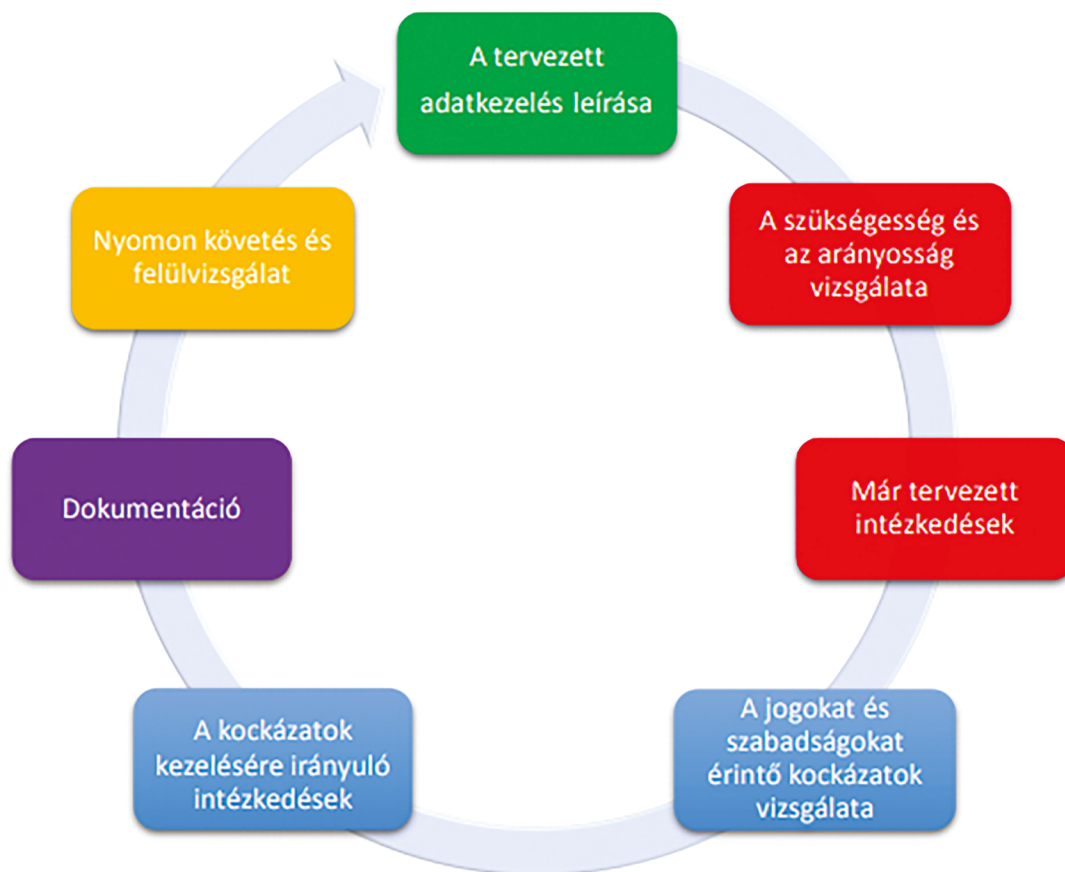 A tervezett
adatkezelés leírása
A szükségesség és
az arányosság
vizsgálata
Már tervezett
intézkedések
A jogokat és
szabadságokat
érintő kockázatok
vizsgálata
A kockázatok
kezelésére irányuló
intézkedések
Dokumentáció
Nyomon követés és
felülvizsgálat